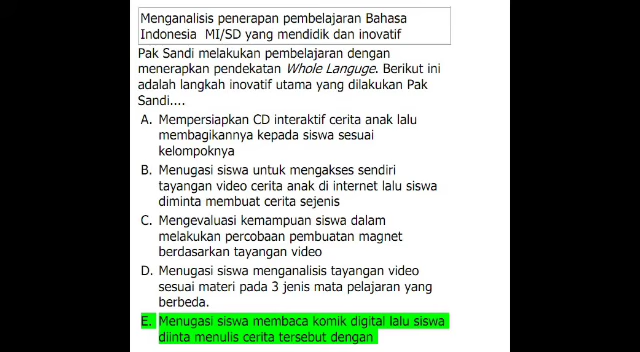 Menganalisis penerapan pembelajaran Bahasa
Indonesia MI/SD yang mendidik dan inovatif
Pak Sandi melakukan pembelajaran dengan
menerapkan pendekatan Whole Languge. Berikut ini
adalah langkah inovatif utama yang dilakukan Pak
Sandi....
A. Mempersiapkan CD interaktif cerita anak lalu
membagikannya kepada siswa sesuai
kelompoknya
B. Menugasi siswa untuk mengakses sendiri
tayangan video cerita anak di internet lalu siswa
diminta membuat cerita sejenis
C. Mengevaluasi kemampuan siswa dalam
melakukan percobaan pembuatan magnet
berdasarkan tayangan video
D. Menugasi siswa menganalisis tayangan video
sesuai materi pada 3 jenis mata pelajaran yang
berbeda.
E. Menugasi siswa membaca komik digital lalu siswa
diinta menulis cerita tersebut dengan